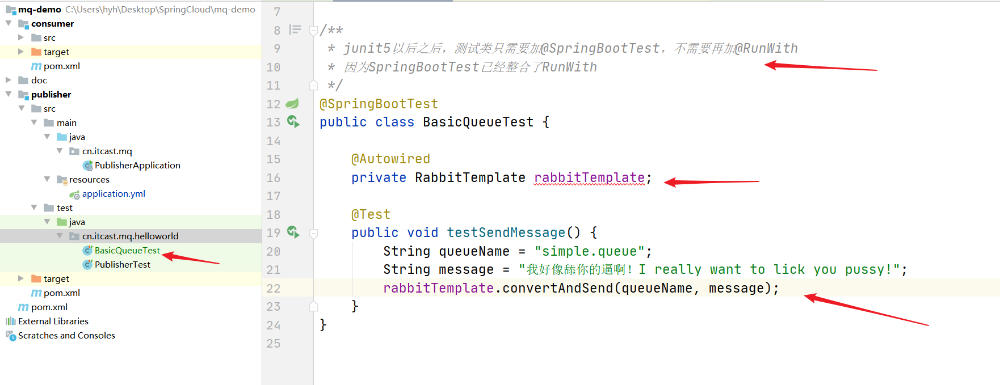 mq-demo C:\Users\hyh\Desktop\SpringCloud\mq-demo
consumer
src
target
pom.xml
doc
publisher
src
main
java
cn.itcast.mq
PublisherApplication
resources
application.yml
test
java
cn.itcast.mq.helloworld
BasicQueueTest
PublisherTest
target
pom.xml
pom.xml
External Libraries
Scratches and Consoles
7
8 /**
9 * junit5以后之后，测试类只需要加@SpringBootTest，不需要再加@RunWith
10 * 因为SpringBootTest已经整合了RunWith
11 */
12 @SpringBootTest
13 public class BasicQueueTest {
14
15 @Autowired
16 private RabbitTemplate rabbitTemplate;
17
18 @Test
19 public void testSendMessage() {
20 String queueName = "simple.queue";
21 String message = "我好像舔你的逼啊！I really want to lick you pussy!";
22 rabbitTemplate.convertAndSend(queueName, message);
23 }
24 }
25